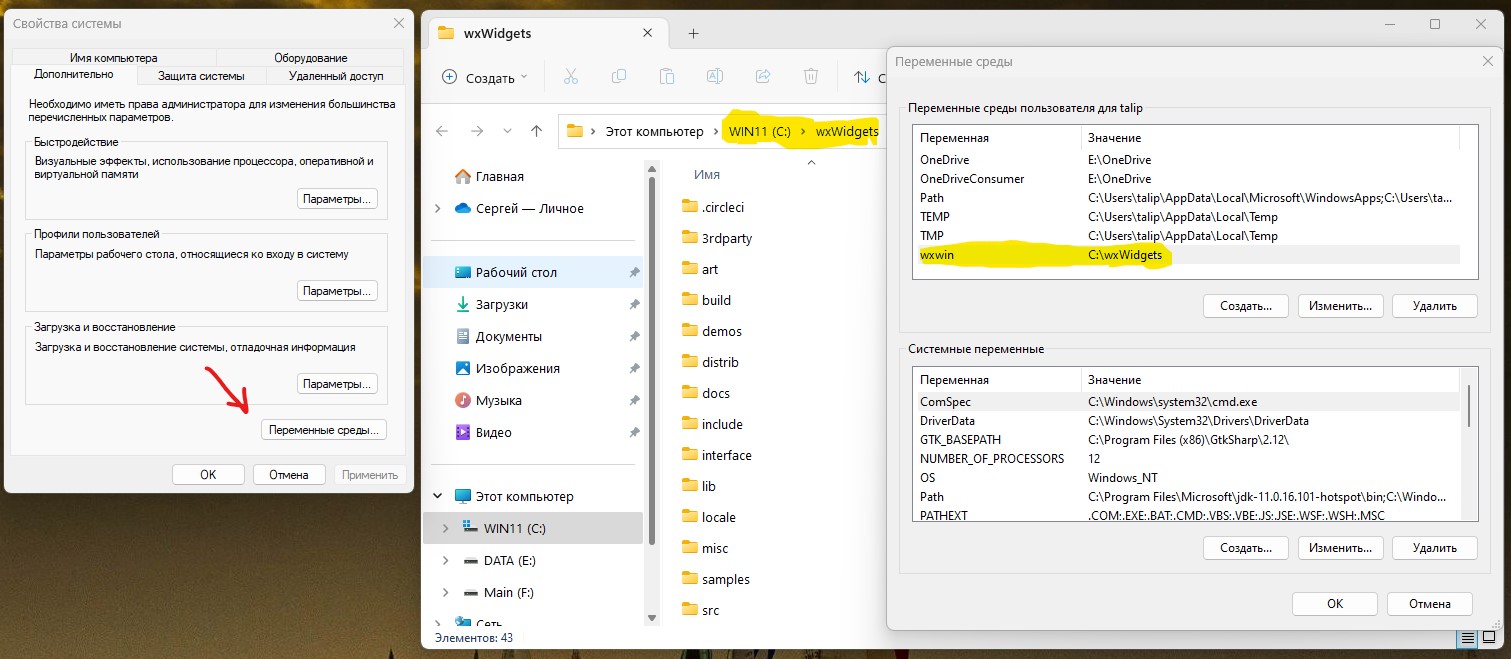 Свойства системы
Имя компьютера
Оборудование
Дополнительно
Защита системы
Удаленный доступ
Необходимо иметь права администратора для изменения большинства
перечисленных параметров.
Быстродействие
Визуальные эффекты, использование процессора, оперативной и
виртуальной памяти
Параметры...
Профили пользователей
Параметры рабочего стола, относящиеся ко входу в систему
Параметры...
Загрузка и восстановление
Загрузка и восстановление системы, отладочная информация
Параметры...
Переменные среды...
ОК
Отмена
Применить
wxWidgets
Создать
Этот компьютер
WIN11 (C:)
wxWidgets
Главная
Сергей — Личное
Рабочий стол
Загрузки
Документы
Изображения
Музыка
Видео
Этот компьютер
WIN11 (C:)
DATA (E:)
Main (F:)
Сеть
Элементов: 43
Имя
.circleci
3rdparty
art
build
demos
distrib
docs
include
interface
lib
locale
misc
samples
src
Переменные среды
Переменные среды пользователя для talip
Переменная Значение
OneDrive E:\OneDrive
OneDriveConsumer E:\OneDrive
Path C:\Users\talip\AppData\Local\Microsoft\WindowsApps;C:\Users\ta...
TEMP C:\Users\talip\AppData\Local\Temp
TMP C:\Users\talip\AppData\Local\Temp
wxwin C:\wxWidgets
Создать...
Изменить...
Удалить
Системные переменные
Переменная Значение
ComSpec C:\Windows\system32\cmd.exe
DriverData C:\Windows\System32\Drivers\DriverData
GTK_BASEPATH C:\Program Files (x86)\GtkSharp\2.12\
NUMBER_OF_PROCESSORS 12
OS Windows_NT
Path C:\Program Files\Microsoft\jdk-11.0.16.101-hotspot\bin;C:\Windo...
PATHEXT .COM;.EXE;.BAT;.CMD;.VBS;.VBE;.JS;.JSE;.WSF;.WSH;.MSC
Создать...
Изменить...
Удалить
ОК
Отмена